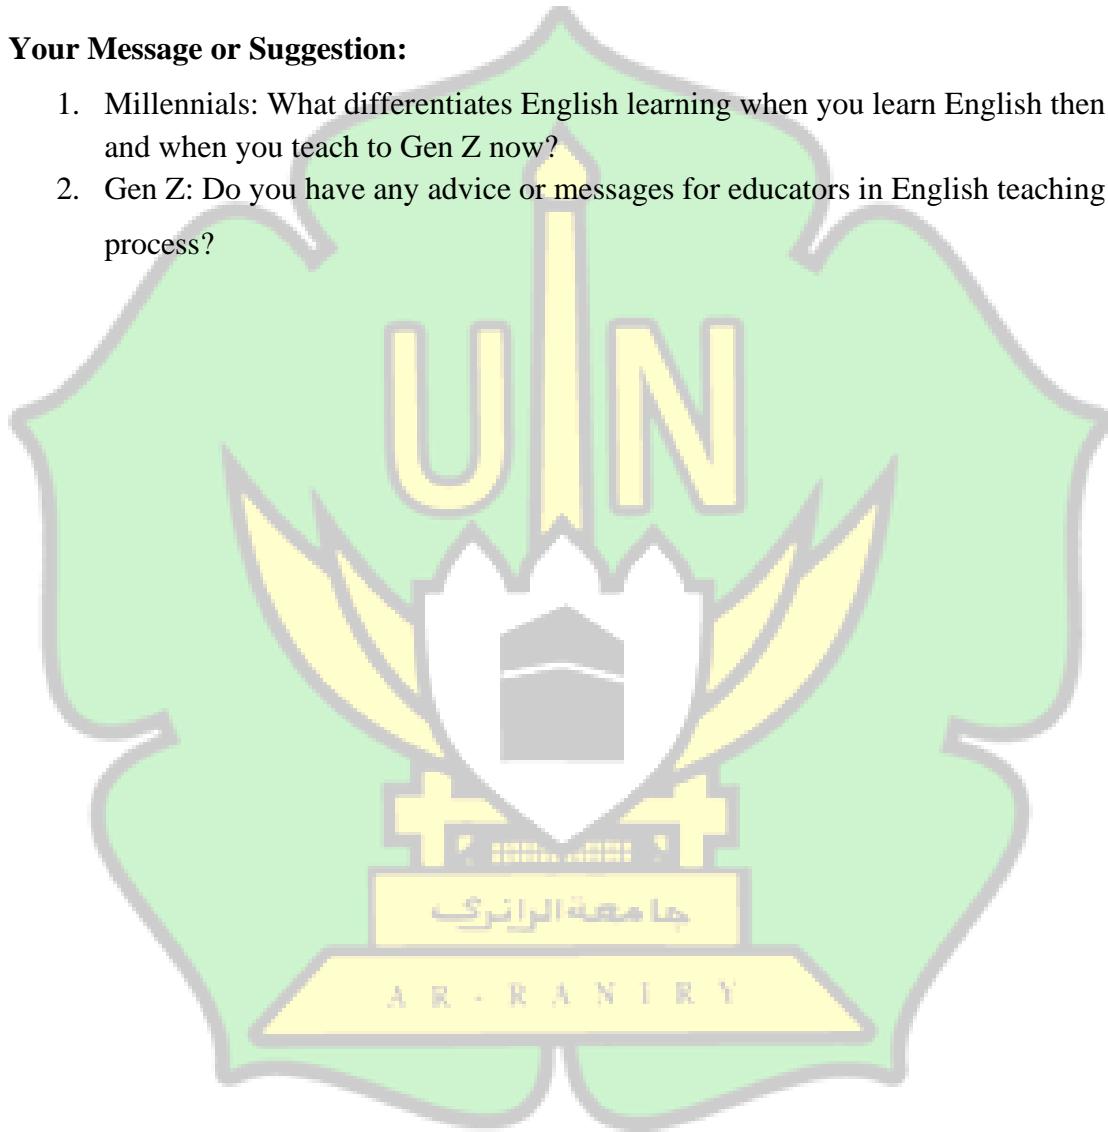 Your Message or Suggestion:
1. Millennials: What differentiates English learning when you learn English then
and when you teach to Gen Z now?
2. Gen Z: Do you have any advice or messages for educators in English teaching
process?
UIN
جامعة الرانري
AR-RANIRY